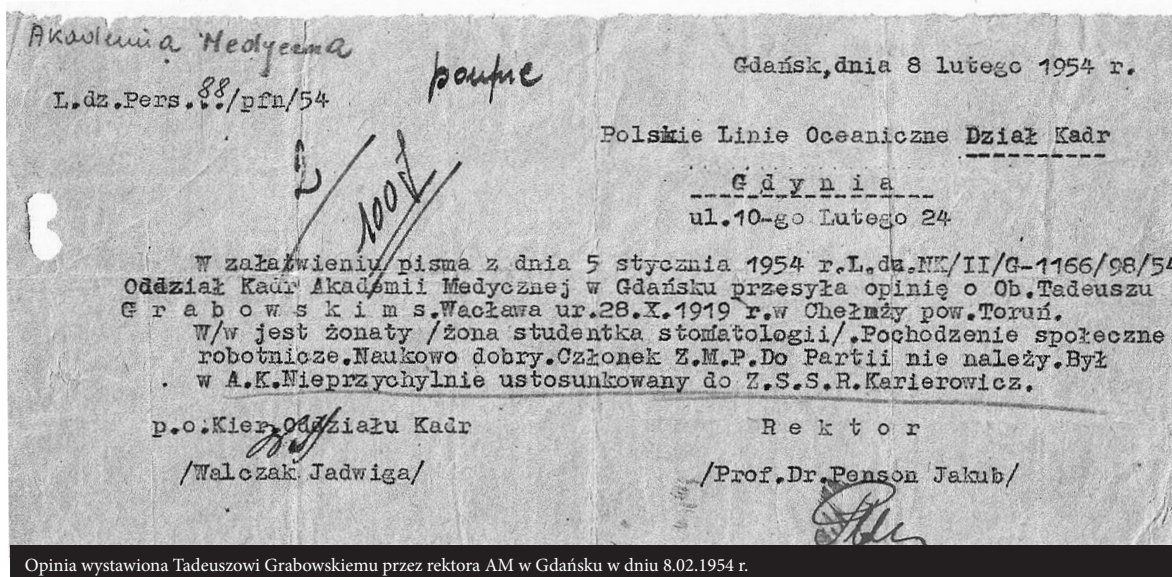 Akademia Medyczna
poufne
Gdańsk,dnia 8 lutego 1954 r.
L.dz.Pers.88/pfn/54
Polskie Linie Oceaniczne Dział Kadr
G d y n i a
ul.10-go Lutego 24
2
100
W załatwieniu pisma z dnia 5 stycznia 1954 r.L.dz.NK/II/G-1166/98/54
Oddział Kadr Akademii Medycznej w Gdańsku przesyła opinię o Ob.Tadeuszu
G r a b o w s k i m s.Wacława ur.28.X.1919 r.w Chełmży pow.Toruń.
W/w jest żonaty /żona studentka stomatologii/.Pochodzenie społeczne
robotnicze.Naukowo dobry.Członek Z.M.P.Do Partii nie należy.Był
w A.K.Nieprzychylnie ustosunkowany do Z.S.S.R.Karierowicz.
p.o.Kier.Oddziału Kadr
R e k t o r
/Walczak Jadwiga/
/Prof.Dr.Penson Jakub/
Opinia wystawiona Tadeuszowi Grabowskiemu przez rektora AM w Gdańsku w dniu 8.02.1954 r.